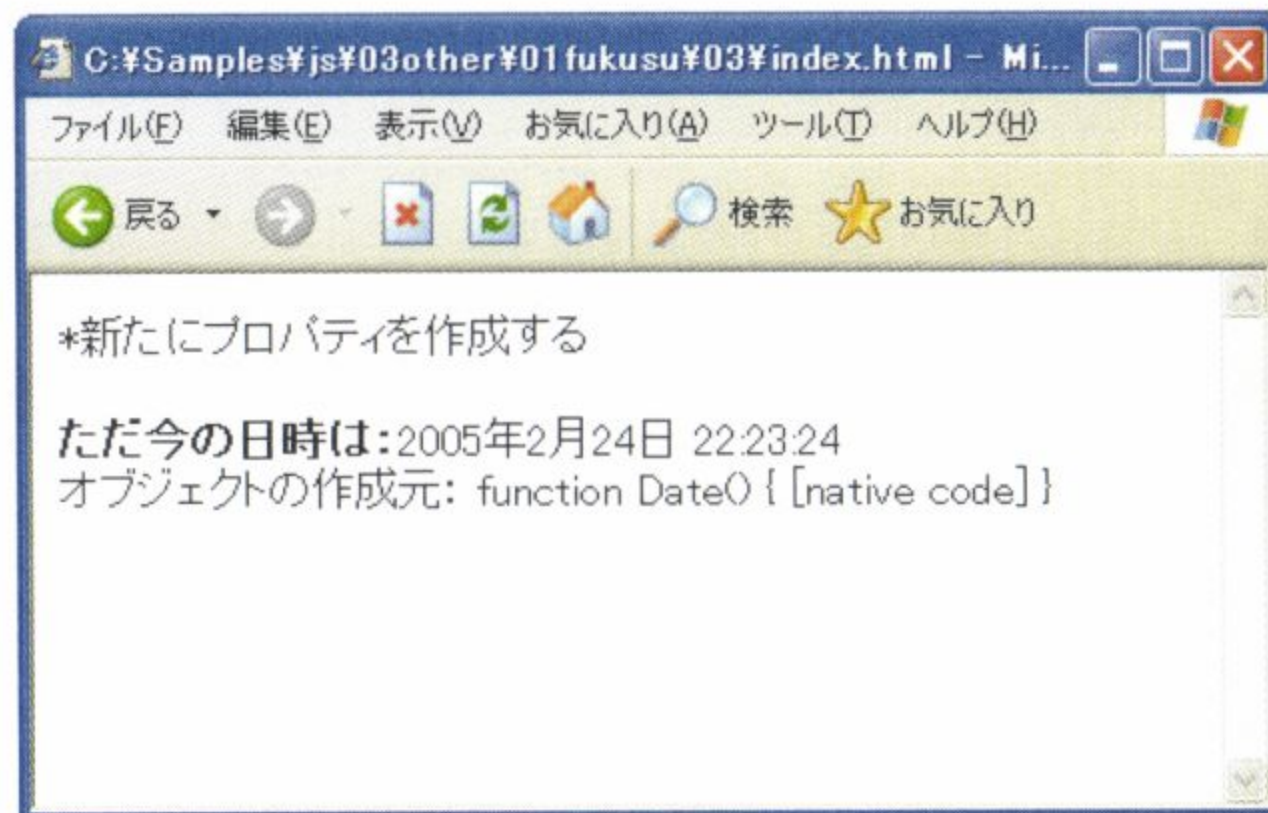 C:¥Samples¥js¥03other¥01fukusu¥03¥index.html - Mi...
ファイル(F) 編集(E) 表示(V) お気に入り(A) ツール(T) ヘルプ(H)
戻る 検索 お気に入り
*新たにプロパティを作成する
ただ今の日時は:2005年2月24日 22:23:24
オブジェクトの作成元: function Date() { [native code] }